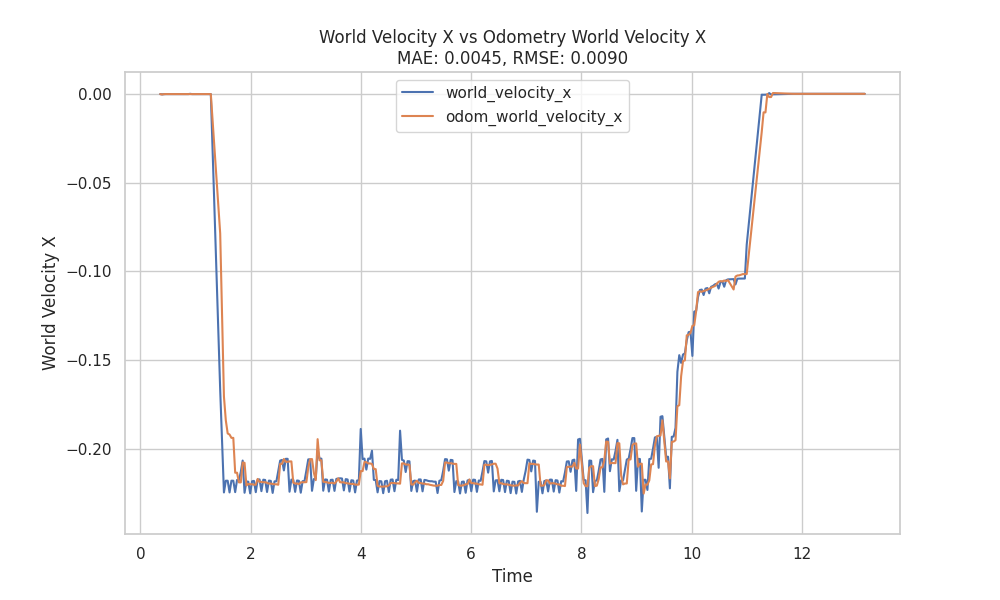 World Velocity X vs Odometry World Velocity X
MAE: 0.0045, RMSE: 0.0090
world_velocity_x
odom_world_velocity_x
World Velocity X
0.00
−0.05
−0.10
−0.15
−0.20
0 2 4 6 8 10 12
Time